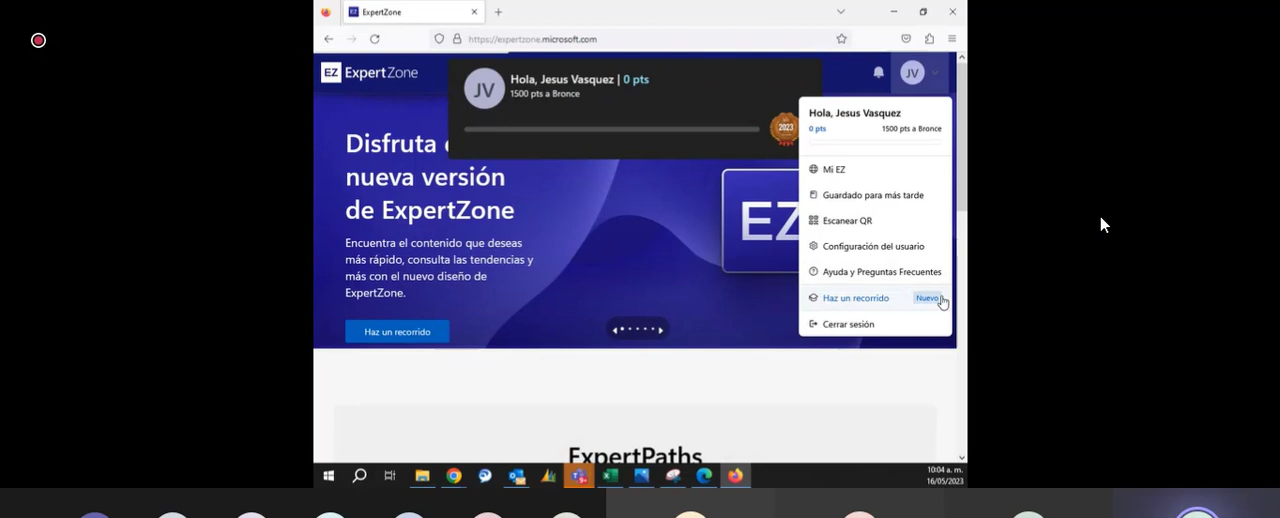 ExpertZone
https://expertzone.microsoft.com
EZ ExpertZone
JV
Hola, Jesus Vasquez | 0 pts
1500 pts a Bronce
2023
JV
Hola, Jesus Vasquez
0 pts 1500 pts a Bronce
Mi EZ
Guardado para más tarde
Escanear QR
Configuración del usuario
Ayuda y Preguntas Frecuentes
Haz un recorrido Nuevo
Cerrar sesión
Disfruta
nueva versión
de ExpertZone
Encuentra el contenido que deseas
más rápido, consulta las tendencias y
más con el nuevo diseño de
ExpertZone.
Haz un recorrido
EZ
ExpertPaths
10:04 a. m.
16/05/2023